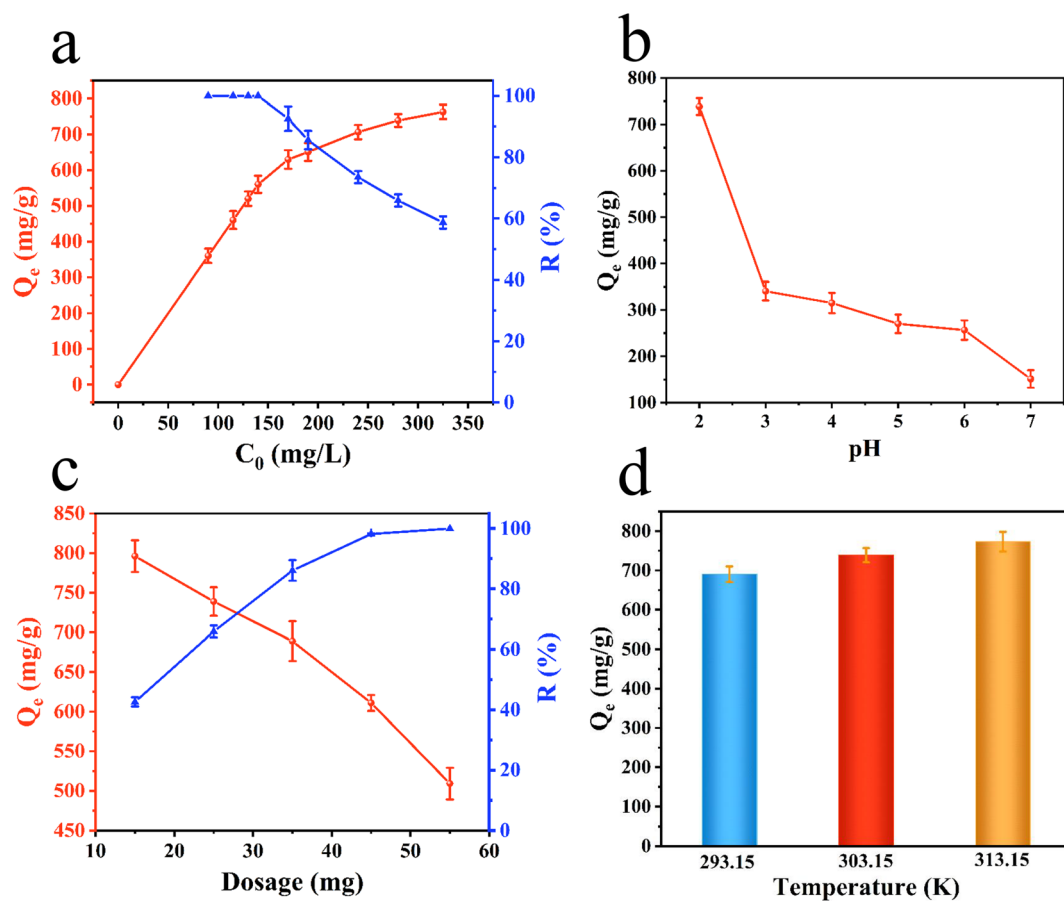 a
800
700
600
500
400
300
200
100
0
Qe (mg/g)
100
80
60
40
20
0
R (%)
0 50 100 150 200 250 300 350
C0 (mg/L)
b
800
700
600
500
400
300
250
100
Qe (mg/g)
2 3 4 5 6 7
pH
c
850
800
750
700
650
600
550
500
450
Qe (mg/g)
100
80
60
40
20
0
R (%)
10 20 30 40 50 60
Dosage (mg)
d
800
700
600
500
400
300
200
100
0
Qe (mg/g)
293.15 303.15 313.15
Temperature (K)